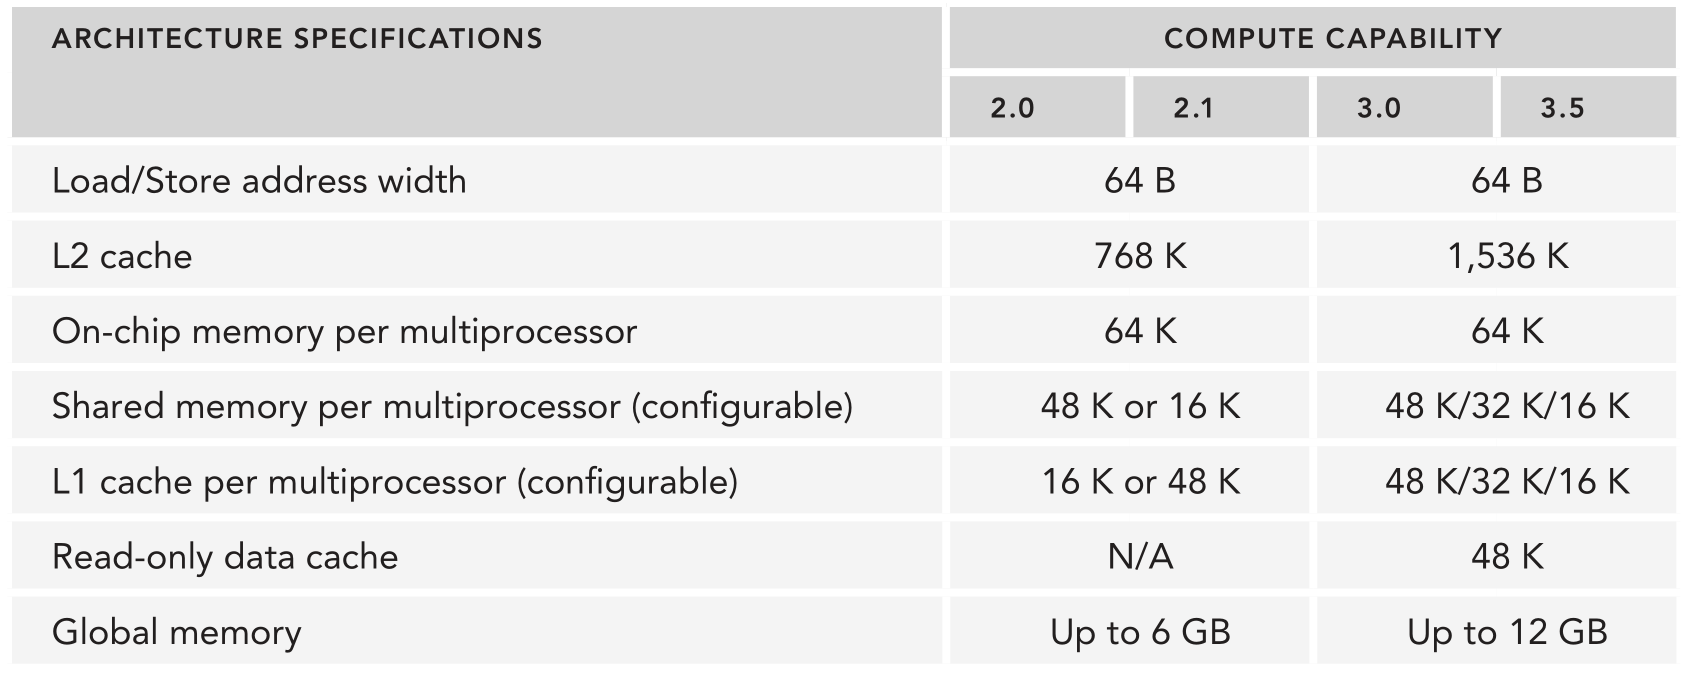 ARCHITECTURE SPECIFICATIONS COMPUTE CAPABILITY
2.0 2.1 3.0 3.5
Load/Store address width 64 B 64 B
L2 cache 768 K 1,536 K
On-chip memory per multiprocessor 64 K 64 K
Shared memory per multiprocessor (configurable) 48 K or 16 K 48 K/32 K/16 K
L1 cache per multiprocessor (configurable) 16 K or 48 K 48 K/32 K/16 K
Read-only data cache N/A 48 K
Global memory Up to 6 GB Up to 12 GB